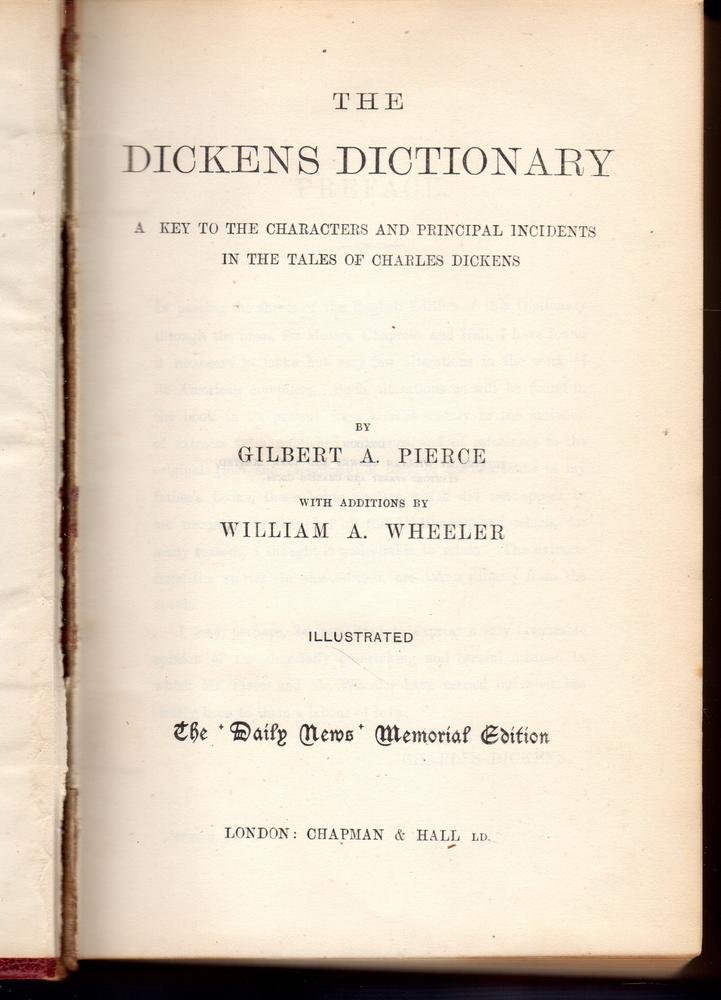 THE
DICKENS DICTIONARY
A KEY TO THE CHARACTERS AND PRINCIPAL INCIDENTS
IN THE TALES OF CHARLES DICKENS
BY
GILBERT A. PIERCE
WITH ADDITIONS BY
WILLIAM A. WHEELER
ILLUSTRATED
The 'Daily News' Memorial Edition
LONDON: CHAPMAN & HALL LD.